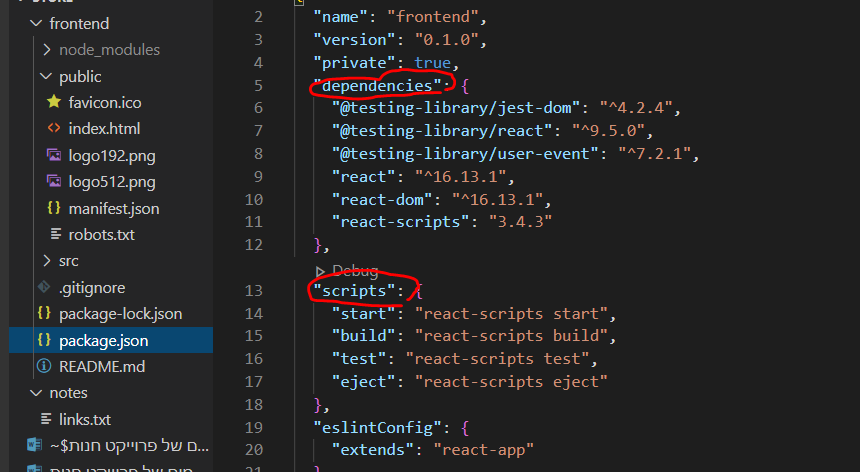 STORE
frontend
node_modules
public
favicon.ico
index.html
logo192.png
logo512.png
manifest.json
robots.txt
src
.gitignore
package-lock.json
package.json
README.md
notes
links.txt
~$ם של פרוייקט חנות...
2 "name": "frontend",
3 "version": "0.1.0",
4 "private": true,
5 "dependencies": {
6 "@testing-library/jest-dom": "^4.2.4",
7 "@testing-library/react": "^9.5.0",
8 "@testing-library/user-event": "^7.2.1",
9 "react": "^16.13.1",
10 "react-dom": "^16.13.1",
11 "react-scripts": "3.4.3"
12 },
Debug
13 "scripts": {
14 "start": "react-scripts start",
15 "build": "react-scripts build",
16 "test": "react-scripts test",
17 "eject": "react-scripts eject"
18 },
19 "eslintConfig": {
20 "extends": "react-app"
21 }